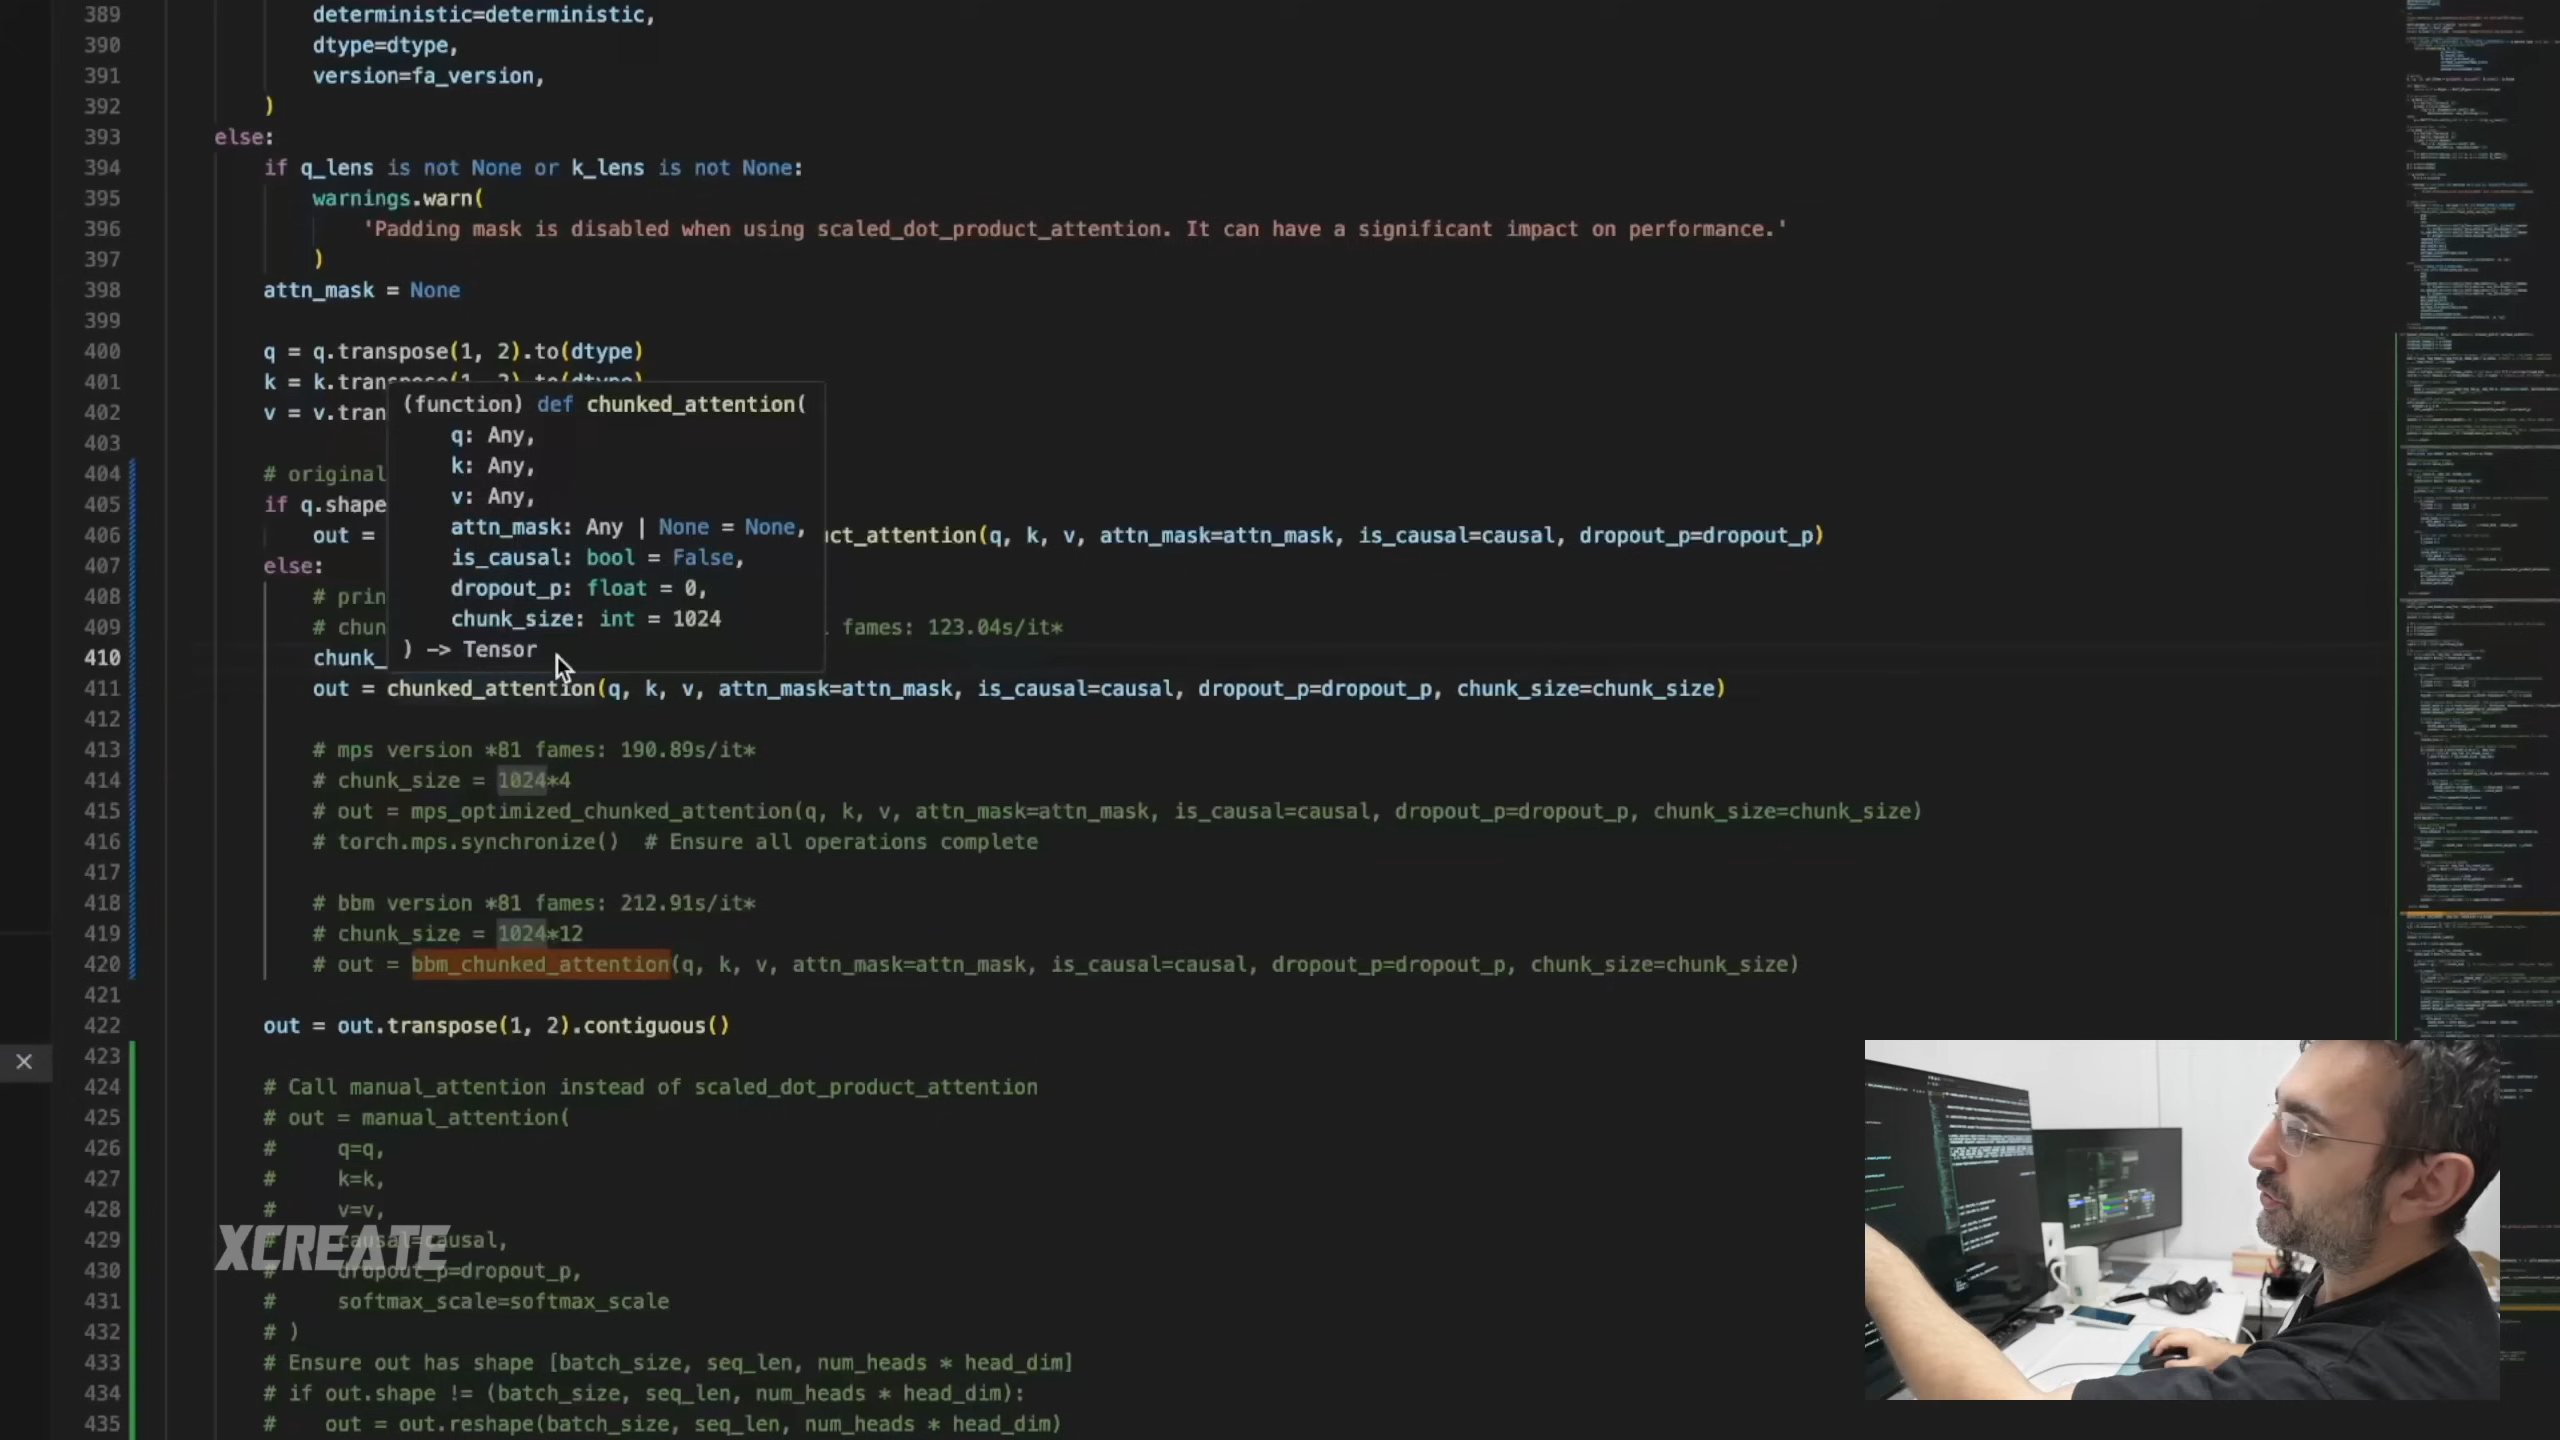 389 deterministic=deterministic,
390 dtype=dtype,
391 version=fa_version,
392 )
393 else:
394 if q_lens is not None or k_lens is not None:
395 warnings.warn(
396 'Padding mask is disabled when using scaled_dot_product_attention. It can have a significant impact on performance.'
397 )
398 attn_mask = None
399
400 q = q.transpose(1, 2).to(dtype)
401 k = k.transpose(1, 2).to(dtype)
402 v = v.tran
(function) def chunked_attention(
q: Any,
k: Any,
v: Any,
attn_mask: Any | None = None,
is_causal: bool = False,
dropout_p: float = 0,
chunk_size: int = 1024
) -> Tensor
403
404 # original
405 if q.shape
406 out = ct_attention(q, k, v, attn_mask=attn_mask, is_causal=causal, dropout_p=dropout_p)
407 else:
408 # prin
409 # chun fames: 123.04s/it*
410 chunk_
411 out = chunked_attention(q, k, v, attn_mask=attn_mask, is_causal=causal, dropout_p=dropout_p, chunk_size=chunk_size)
412
413 # mps version *81 fames: 190.89s/it*
414 # chunk_size = 1024*4
415 # out = mps_optimized_chunked_attention(q, k, v, attn_mask=attn_mask, is_causal=causal, dropout_p=dropout_p, chunk_size=chunk_size)
416 # torch.mps.synchronize() # Ensure all operations complete
417
418 # bbm version *81 fames: 212.91s/it*
419 # chunk_size = 1024*12
420 # out = bbm_chunked_attention(q, k, v, attn_mask=attn_mask, is_causal=causal, dropout_p=dropout_p, chunk_size=chunk_size)
421
422 out = out.transpose(1, 2).contiguous()
423
424 # Call manual_attention instead of scaled_dot_product_attention
425 # out = manual_attention(
426 # q=q,
427 # k=k,
428 # v=v,
429 # causal=causal,
430 # dropout_p=dropout_p,
431 # softmax_scale=softmax_scale
432 # )
433 # Ensure out has shape [batch_size, seq_len, num_heads * head_dim]
434 # if out.shape != (batch_size, seq_len, num_heads * head_dim):
435 # out = out.reshape(batch_size, seq_len, num_heads * head_dim)
XCREATE